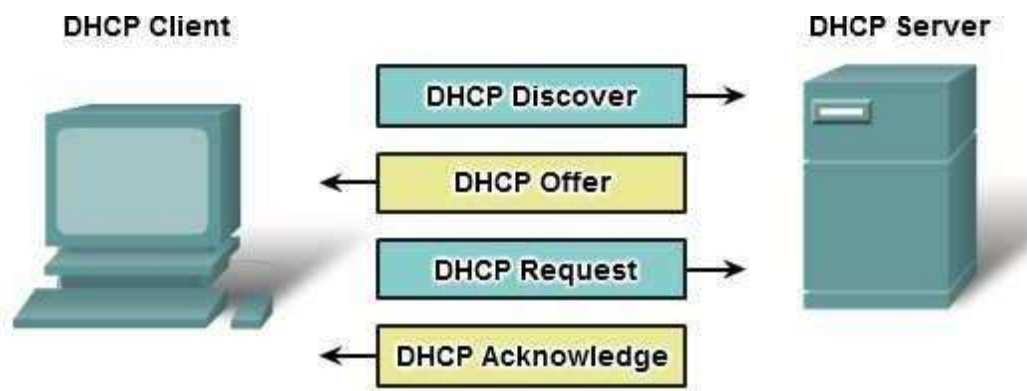 DHCP Client
DHCP Server
DHCP Discover
DHCP Offer
DHCP Request
DHCP Acknowledge